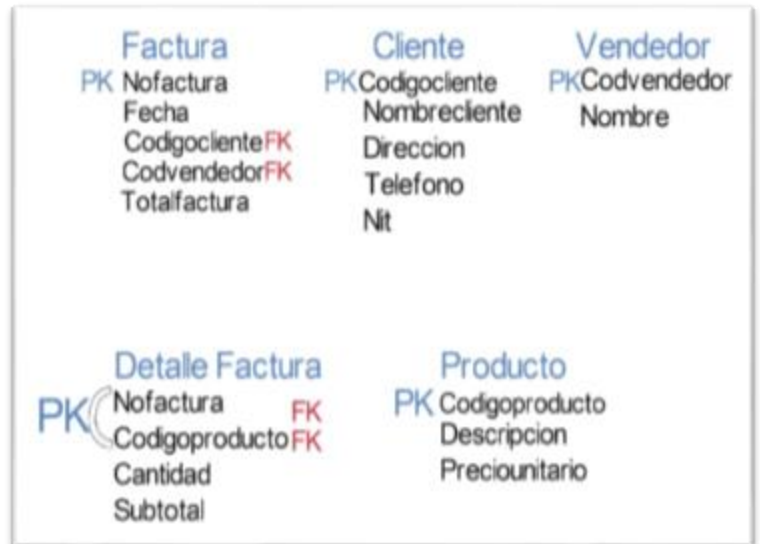 Factura
PK Nofactura
Fecha
Codigocliente FK
Codvendedor FK
Totalfactura
Cliente
PK Codigocliente
Nombrecliente
Direccion
Telefono
Nit
Vendedor
PK Codvendedor
Nombre
Detalle Factura
PK Nofactura FK
Codigoproducto FK
Cantidad
Subtotal
Producto
PK Codigoproducto
Descripcion
Preciounitario